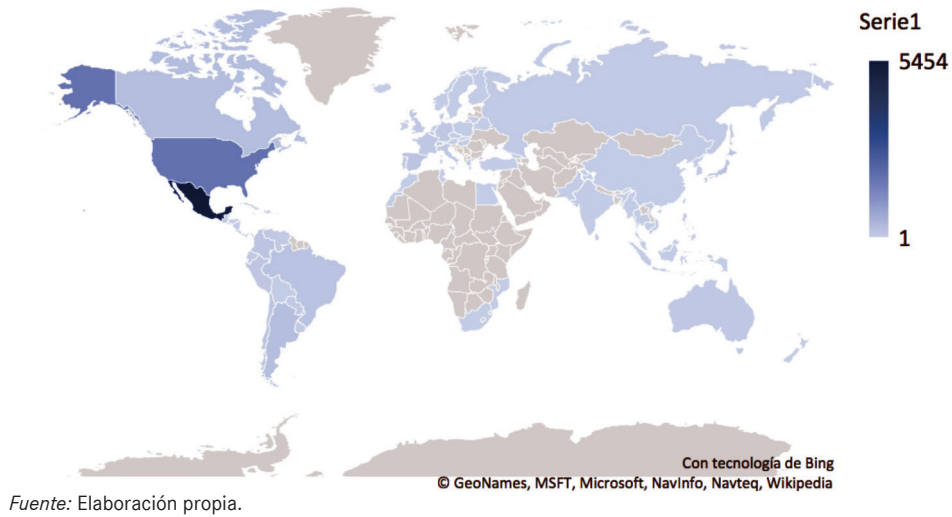 Serie1
5454
1
Con tecnología de Bing
© GeoNames, MSFT, Microsoft, NavInfo, Navteq, Wikipedia
Fuente: Elaboración propia.